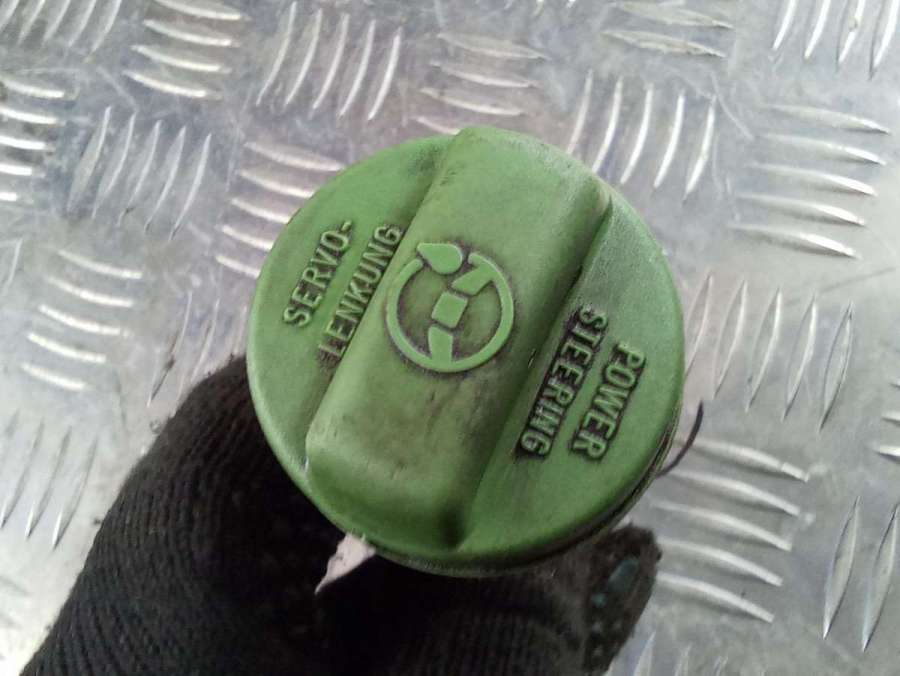 SERVO-
LENKUNG
POWER
STEERING